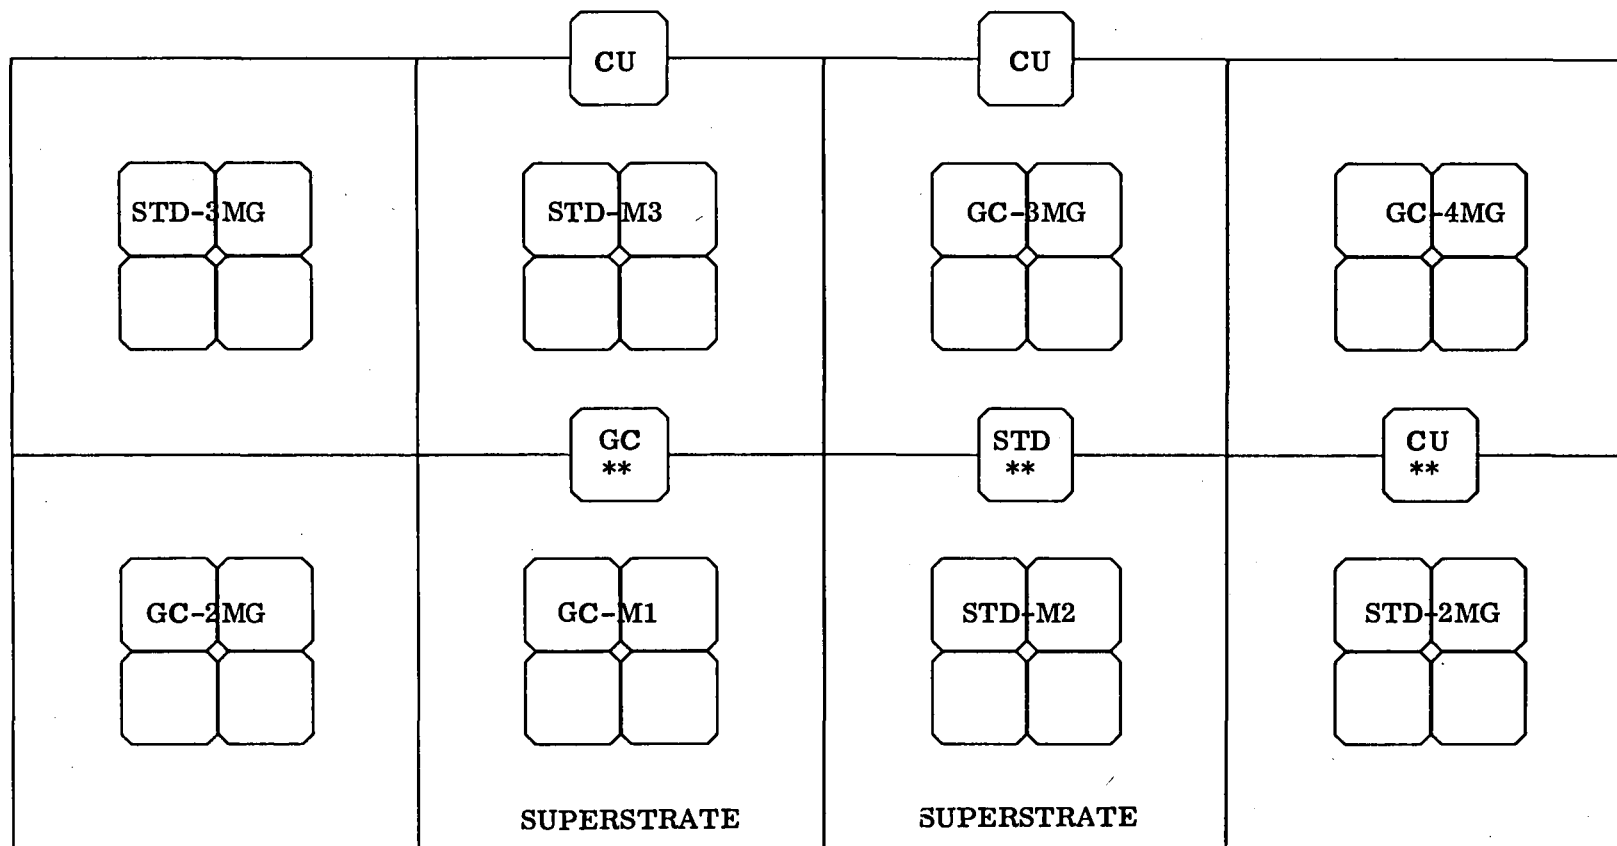 CU
CU
STD-3MG
STD-M3
GC-3MG
GC-4MG
GC
**
STD
**
CU
**
GC-2MG
GC-M1
STD-M2
STD-2MG
SUPERSTRATE
SUPERSTRATE